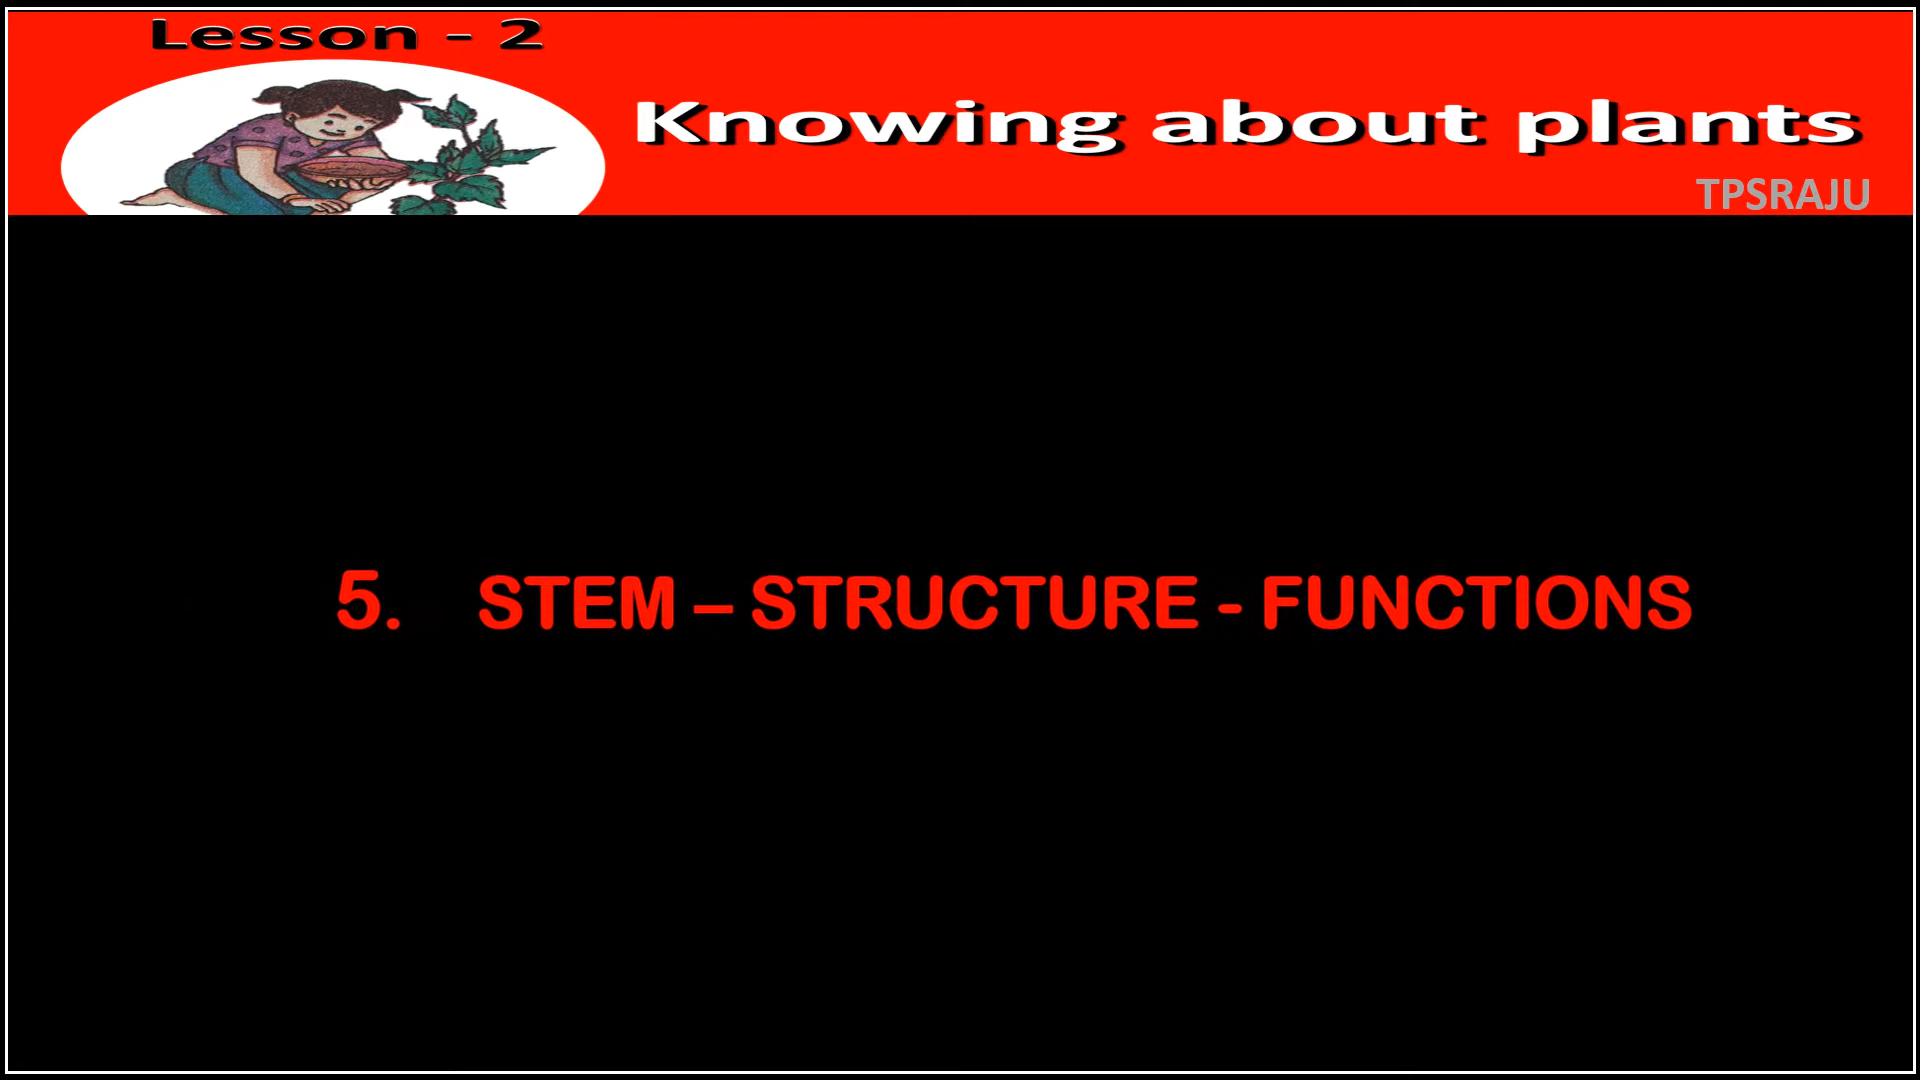 Lesson - 2
Knowing about plants
TPSRAJU
5. STEM – STRUCTURE - FUNCTIONS